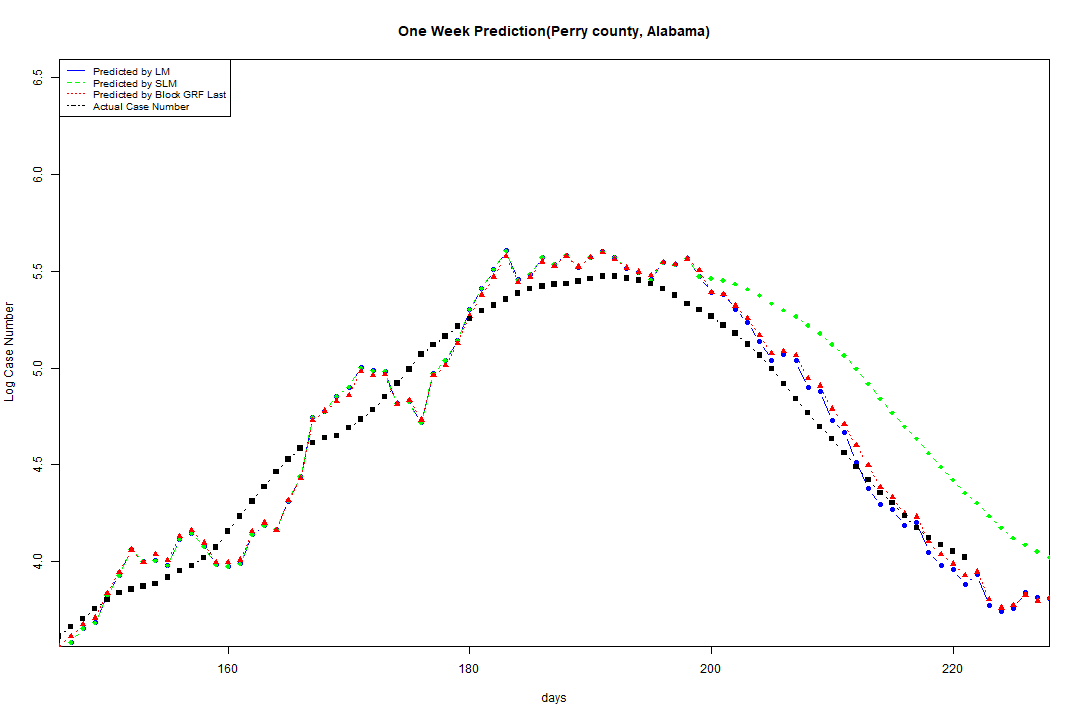 One Week Prediction(Perry county, Alabama)
Predicted by LM
Predicted by SLM
Predicted by Block GRF Last
Actual Case Number
6.5
6.0
5.5
5.0
4.5
4.0
Log Case Number
160 180 200 220
days